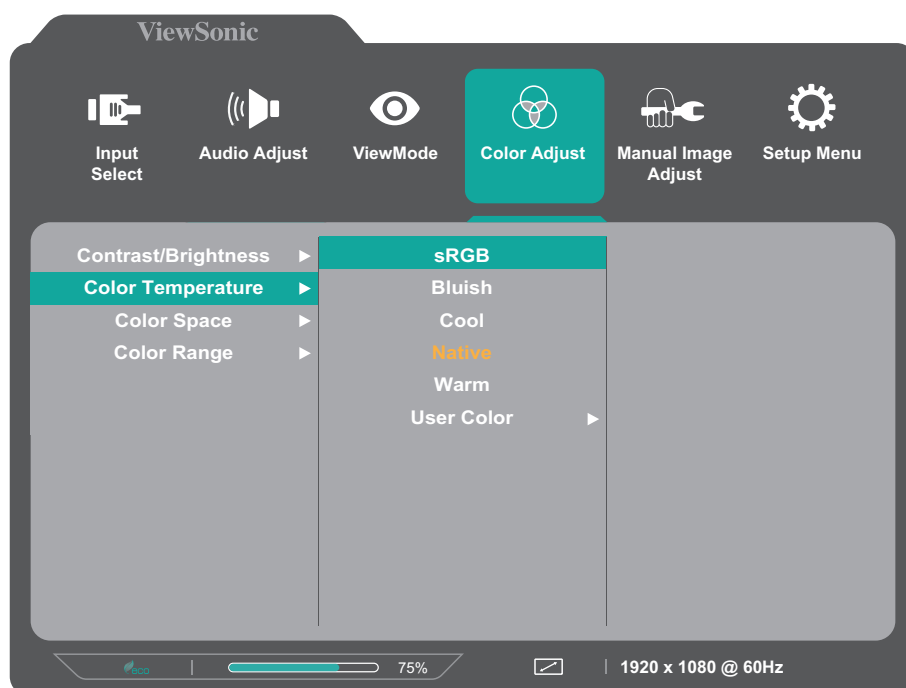 ViewSonic
Input
Select
Audio Adjust
ViewMode
Color Adjust
Manual Image
Adjust
Setup Menu
Contrast/Brightness
Color Temperature
Color Space
Color Range
sRGB
Bluish
Cool
Native
Warm
User Color
eco
75%
1920 x 1080 @ 60Hz